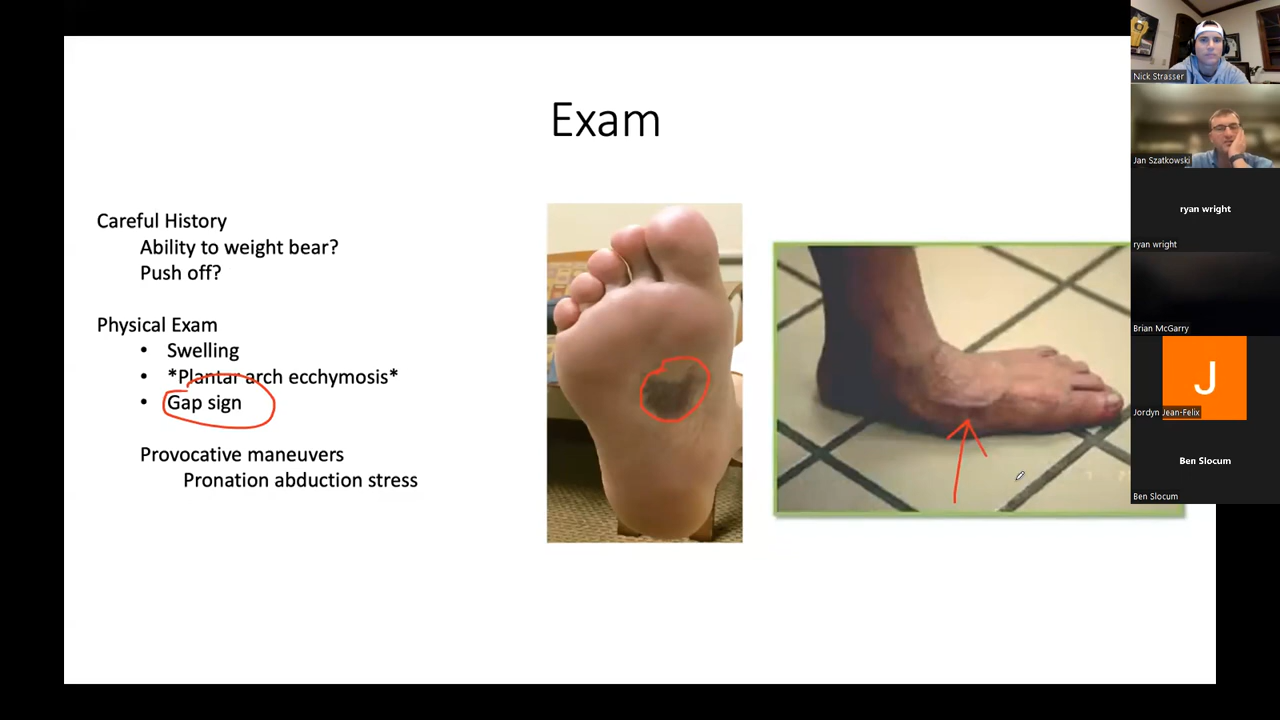 Exam
Careful History
Ability to weight bear?
Push off?
Physical Exam
• Swelling
• *Plantar arch ecchymosis*
• Gap sign
Provocative maneuvers
Pronation abduction stress
Nick Strasser
Jan Szatkowski
ryan wright
ryan wright
Brian McGarry
J
Jordyn Jean-Felix
Ben Slocum
Ben Slocum